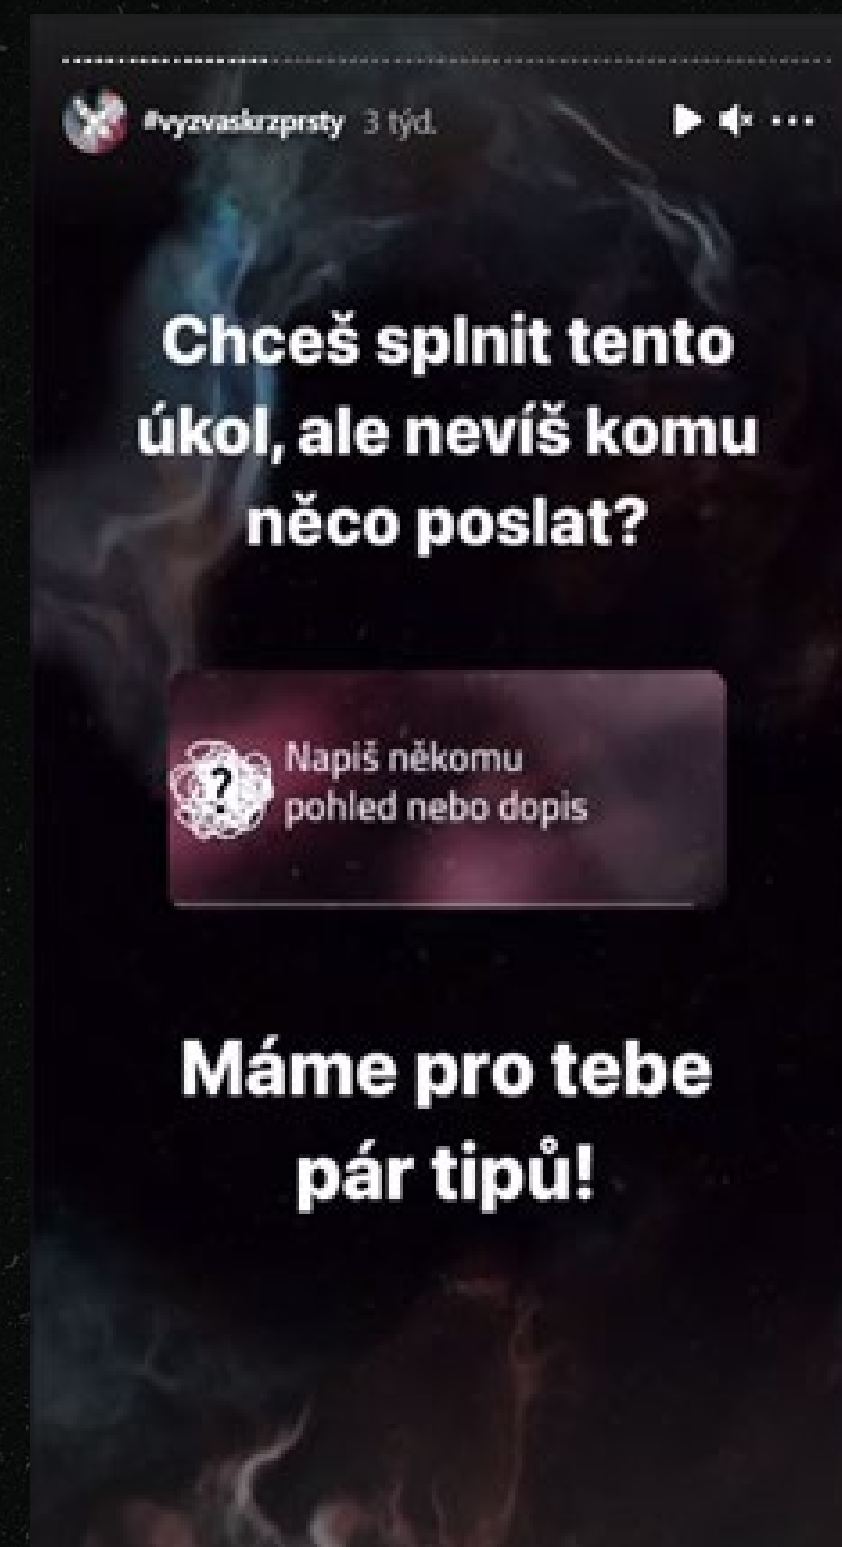 #vyzvaskrzprsty 3 týd.
Chceš splnit tento
úkol, ale nevíš komu
něco poslat?
?
Napiš někomu
pohled nebo dopis
Máme pro tebe
pár tipů!